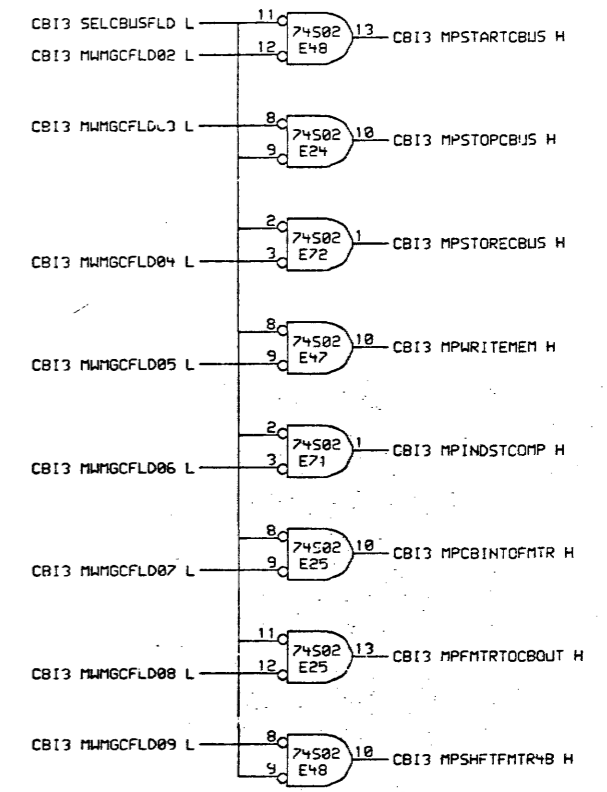 CBI3 SELCBUSFLD L
11
74S02
13
CBI3 MPSTARTCBUS H
CBI3 MWMGCFLD02 L
12
E48
CBI3 L
8
74S02
10
CBI3 MPSTOPCBUS H
9
E24
2
74S02
1
CBI3 MPSTORECBUS H
CBI3 MWMGCFLD04 L
3
E72
8
74S02
10
CBI3 MPWRITEMEM H
CBI3 MWMGCFLD05 L
9
E47
2
74S02
1
CBI3 MPINDSTCOMP H
CBI3 MWMGCFLD06 L
3
E71
8
74S02
10
CBI3 MPCBINTOFMTR H
CBI3 MWMGCFLD07 L
9
E25
11
74S02
13
CBI3 MPFMTRTOCBOUT H
CBI3 MWMGCFLD08 L
12
E25
CBI3 MWMGCFLD09 L
8
74S02
10
CBI3 MPSHFTFMTR4B H
9
E48